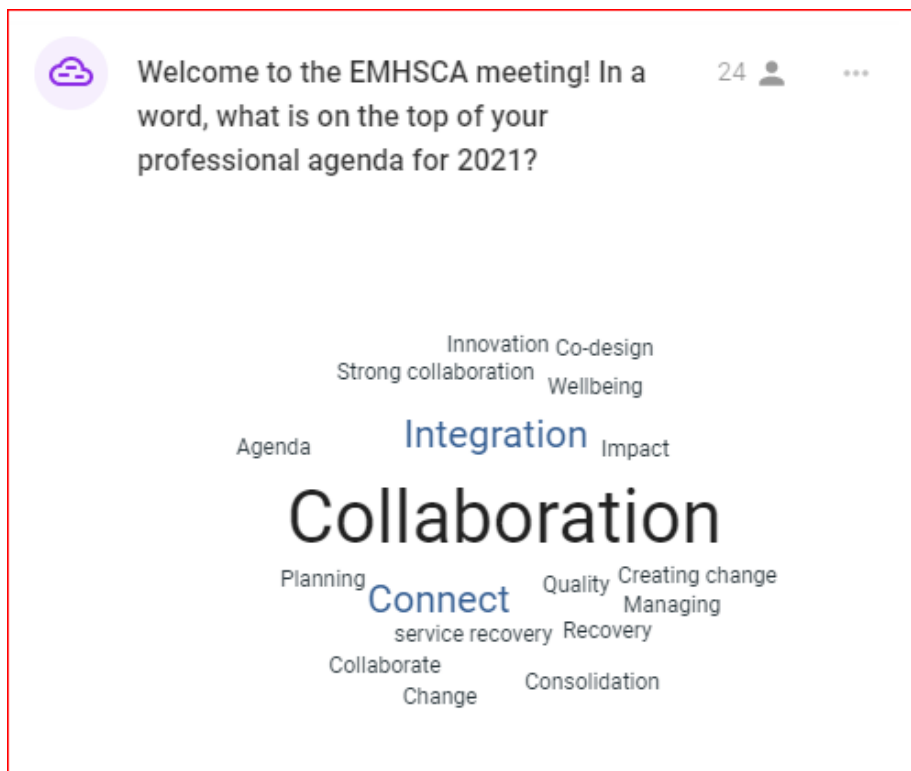 Welcome to the EMHSCA meeting! In a
24
word, what is on the top of your
professional agenda for 2021?
Innovation Co-design
Strong collaboration
Wellbeing
Integration
Agenda
Impact
Collaboration
Planning
Connect
Quality
Creating change
Managing
service recovery
Recovery
Collaborate
Consolidation
Change